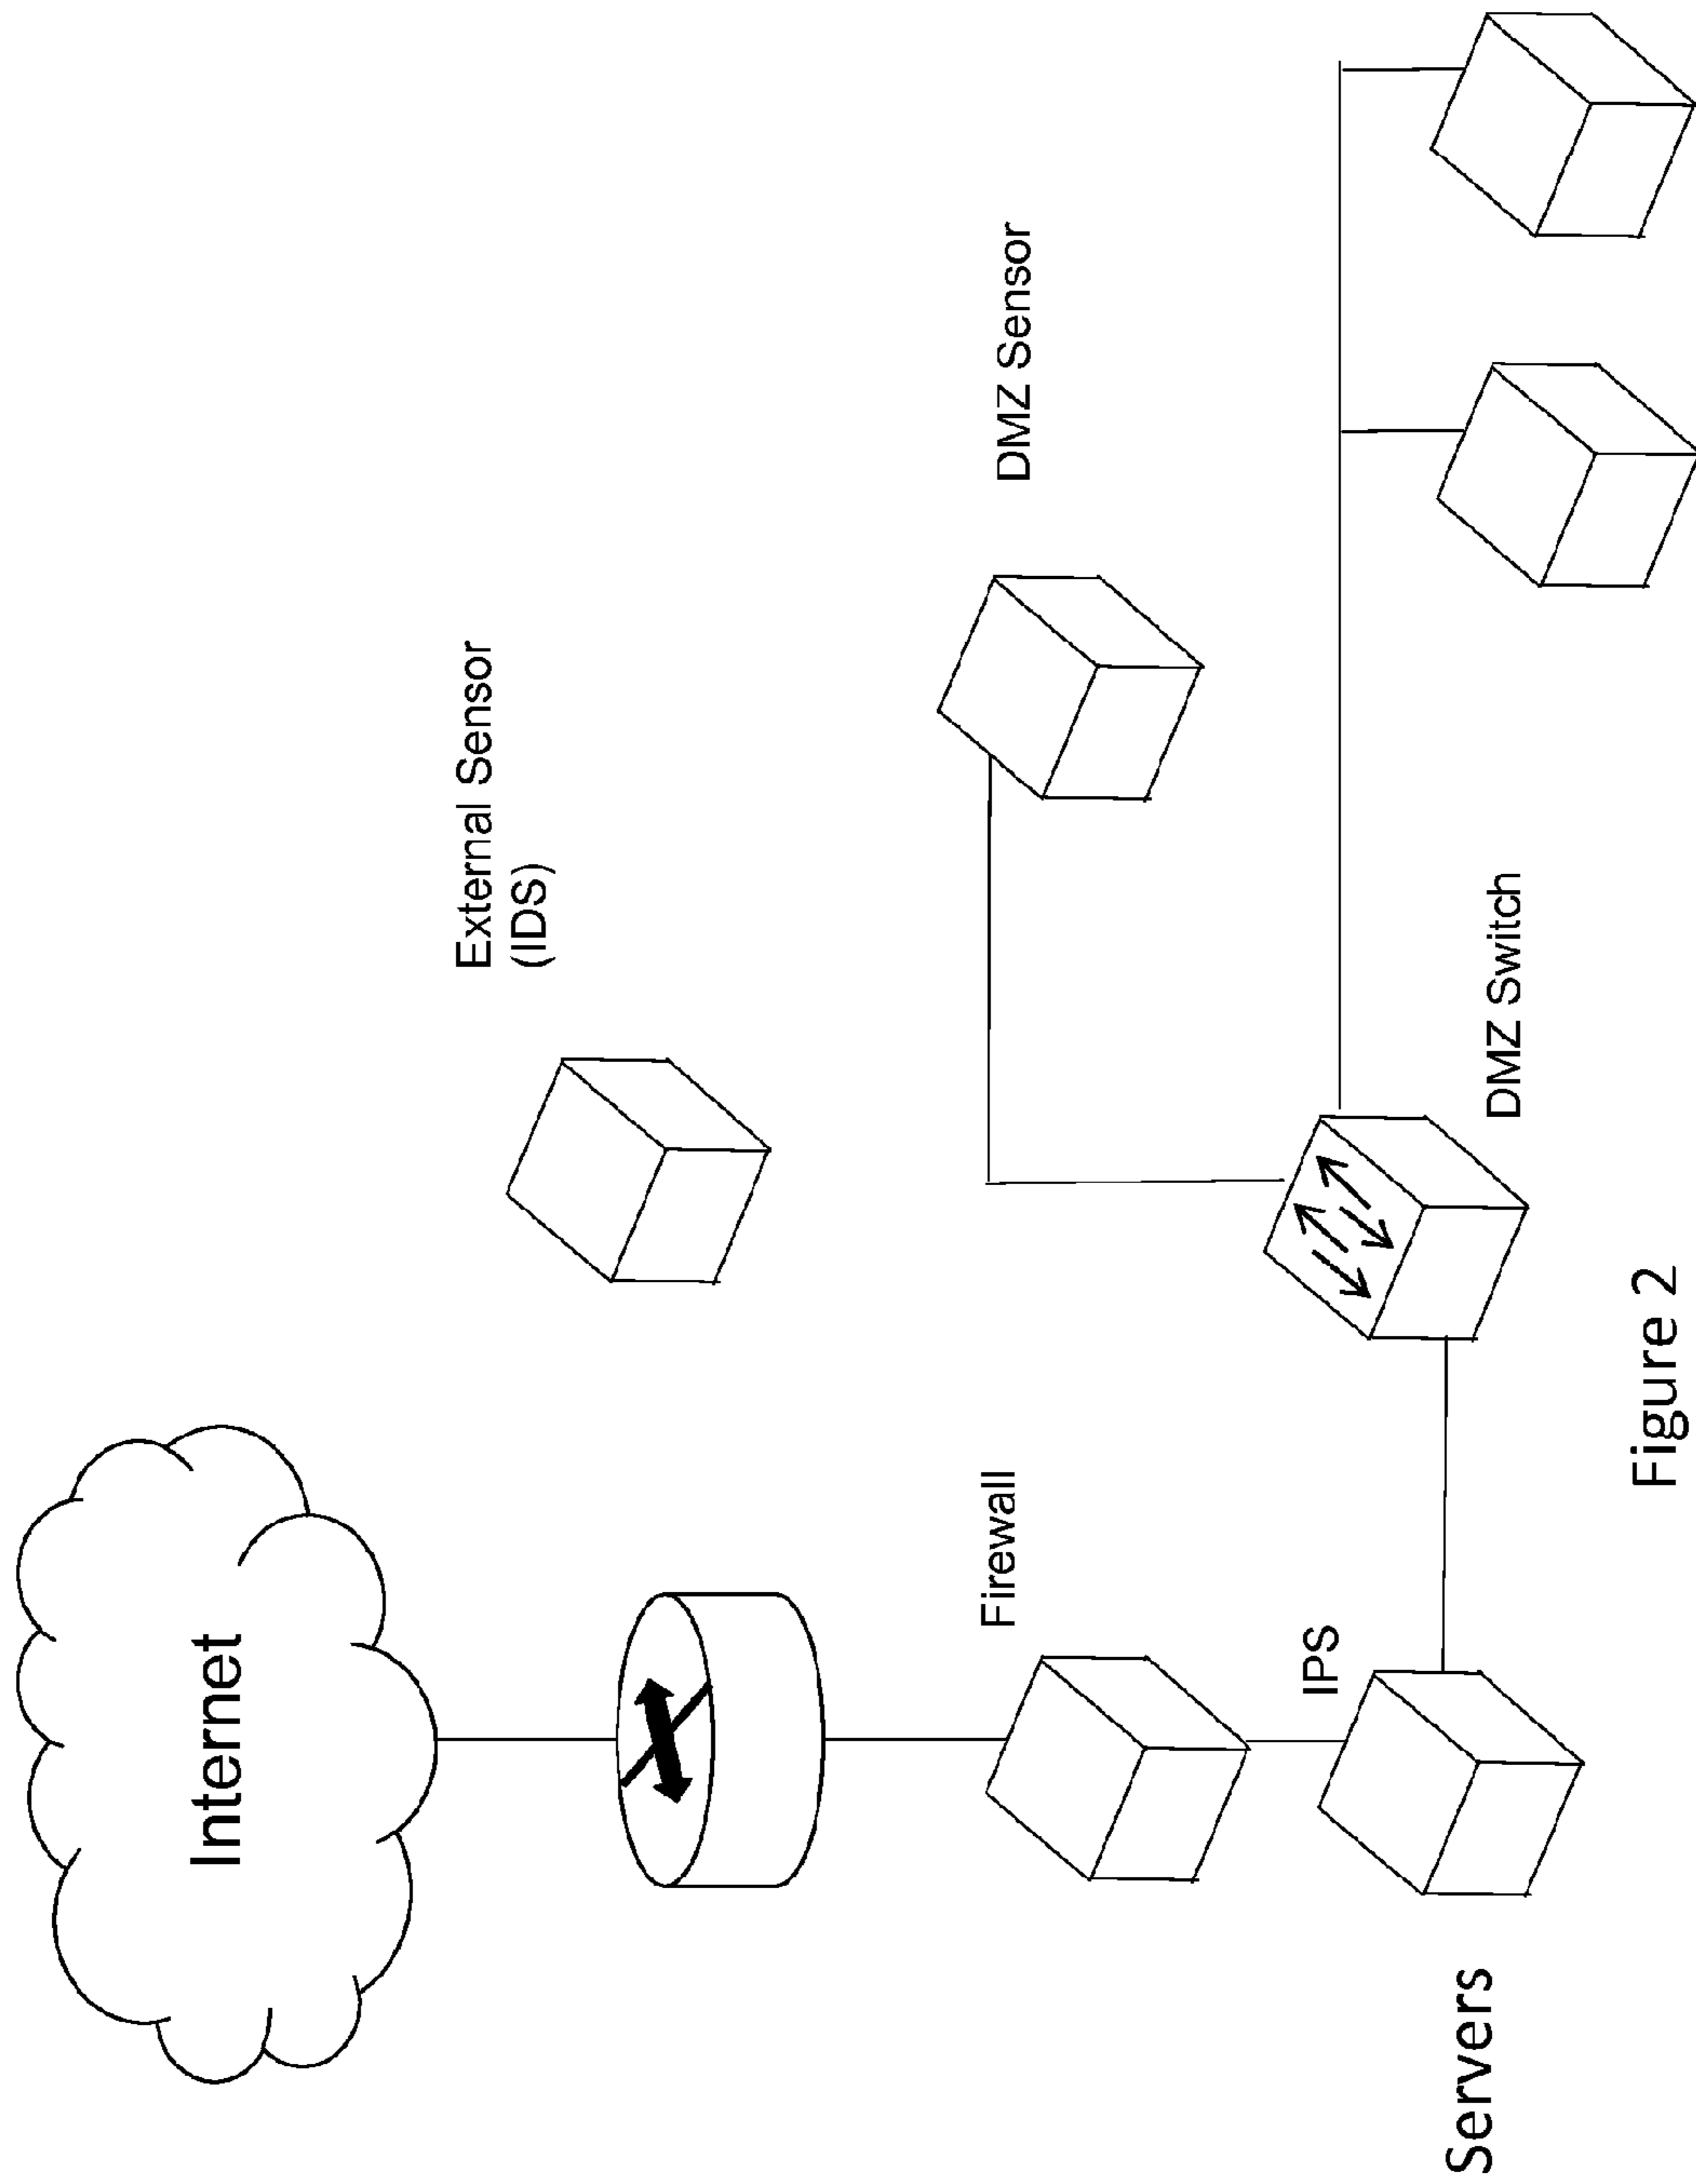 Internet
External Sensor
(IDS)
Firewall
DMZ Sensor
IPS
Servers
DMZ Switch
Figure 2